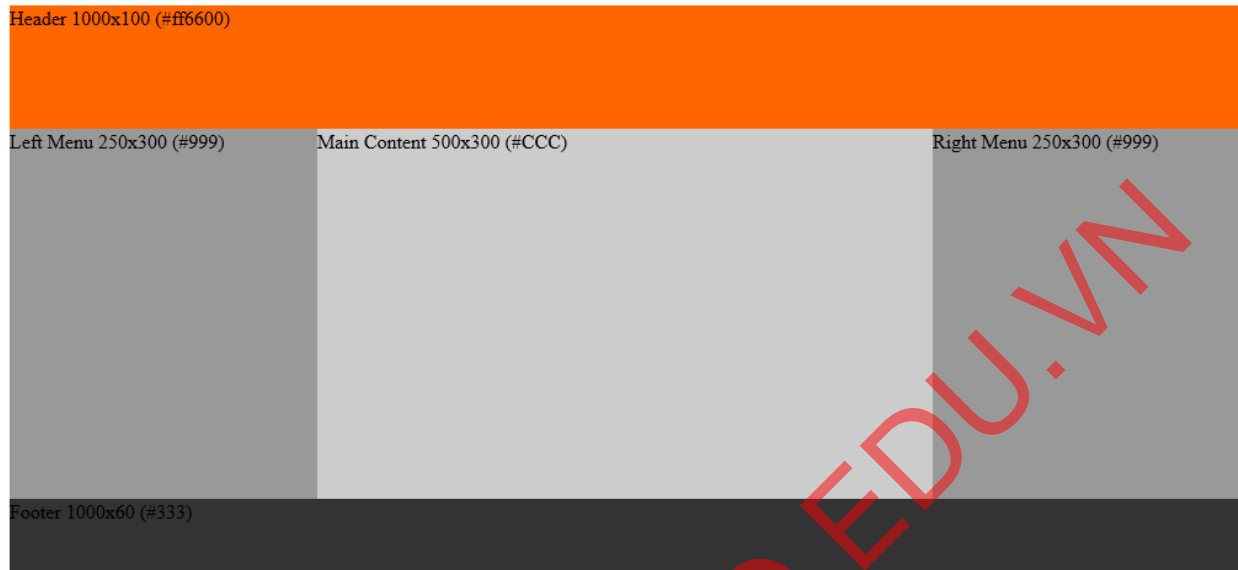 Header 1000x100 (#ff6600)
Left Menu 250x300 (#999)
Main Content 500x300 (#CCC)
Right Menu 250x300 (#999)
Footer 1000x60 (#333)
EDU.VN